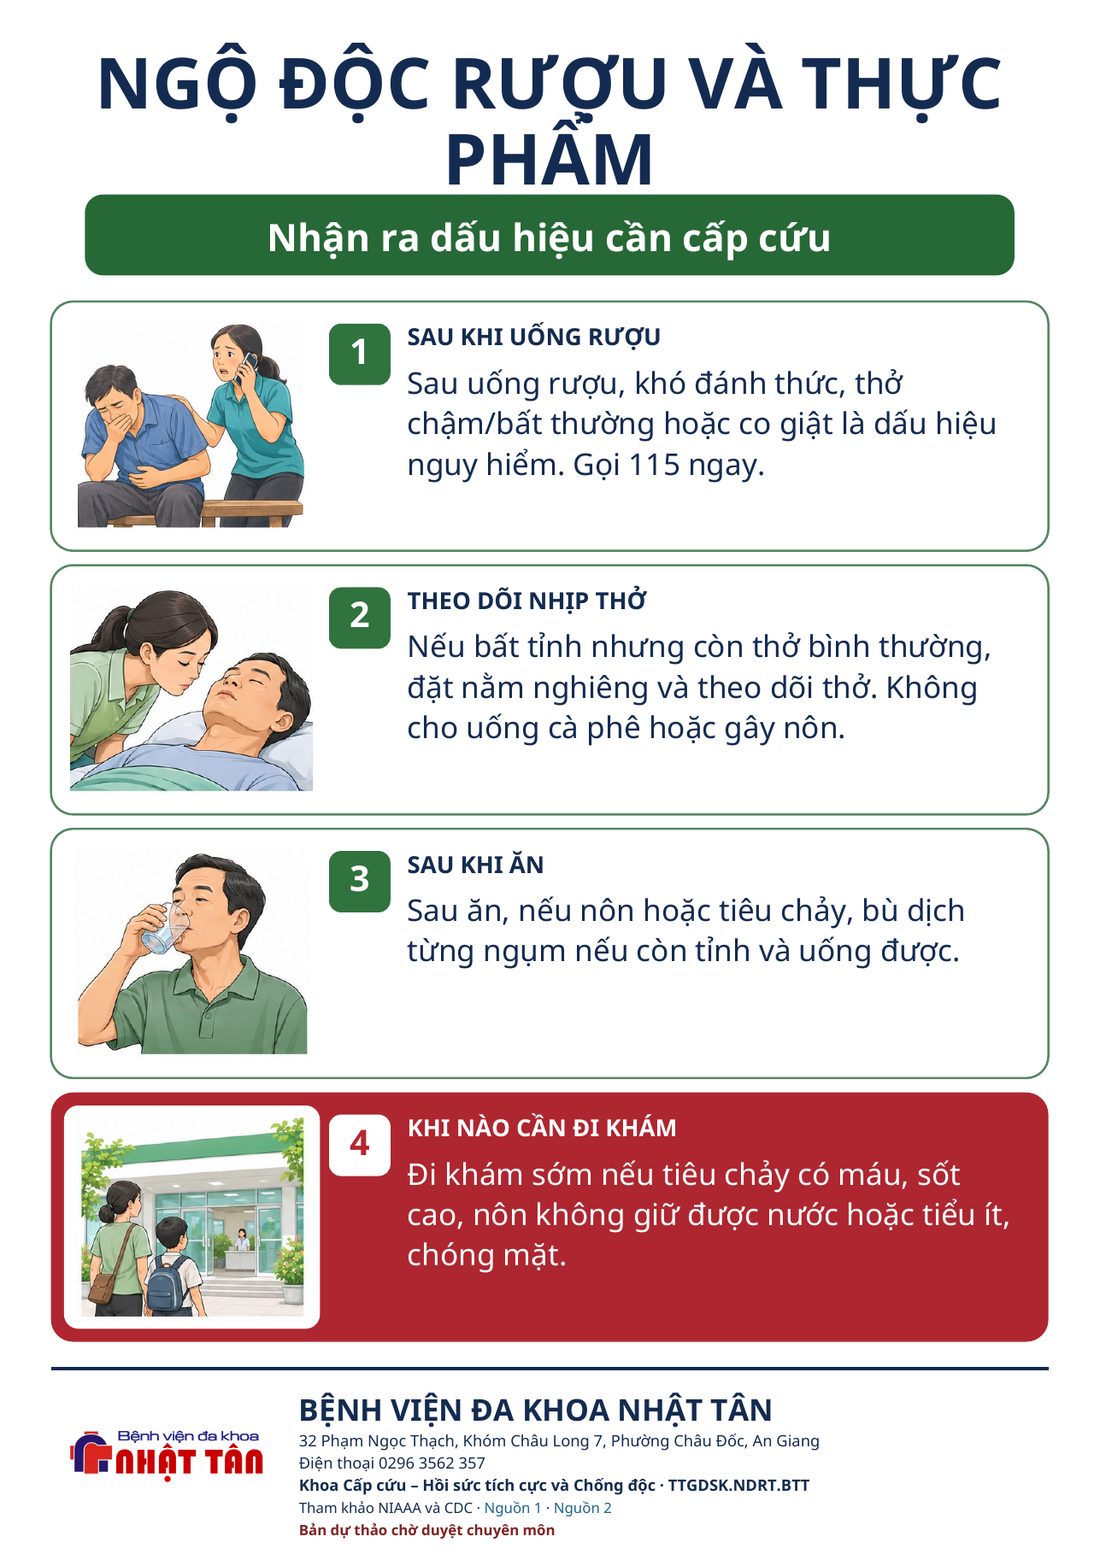 NGỘ ĐỘC RƯỢU VÀ THỰC
PHẨM
Nhận ra dấu hiệu cần cấp cứu
1
SAU KHI UỐNG RƯỢU
Sau uống rượu, khó đánh thức, thở
chậm/bất thường hoặc co giật là dấu hiệu
nguy hiểm. Gọi 115 ngay.
2
THEO DÕI NHỊP THỞ
Nếu bất tỉnh nhưng còn thở bình thường,
đặt nằm nghiêng và theo dõi thở. Không
cho uống cà phê hoặc gây nôn.
3
SAU KHI ĂN
Sau ăn, nếu nôn hoặc tiêu chảy, bù dịch
từng ngụm nếu còn tỉnh và uống được.
4
KHI NÀO CẦN ĐI KHÁM
Đi khám sớm nếu tiêu chảy có máu, sốt
cao, nôn không giữ được nước hoặc tiểu ít,
chóng mặt.
Bệnh viện đa khoa
NHẬT TÂN
BỆNH VIỆN ĐA KHOA NHẬT TÂN
32 Phạm Ngọc Thạch, Khóm Châu Long 7, Phường Châu Đốc, An Giang
Điện thoại 0296 3562 357
Khoa Cấp cứu – Hồi sức tích cực và Chống độc · TTGDSK.NDRT.BTT
Tham khảo NIAAA và CDC · Nguồn 1 · Nguồn 2
Bản dự thảo chờ duyệt chuyên môn